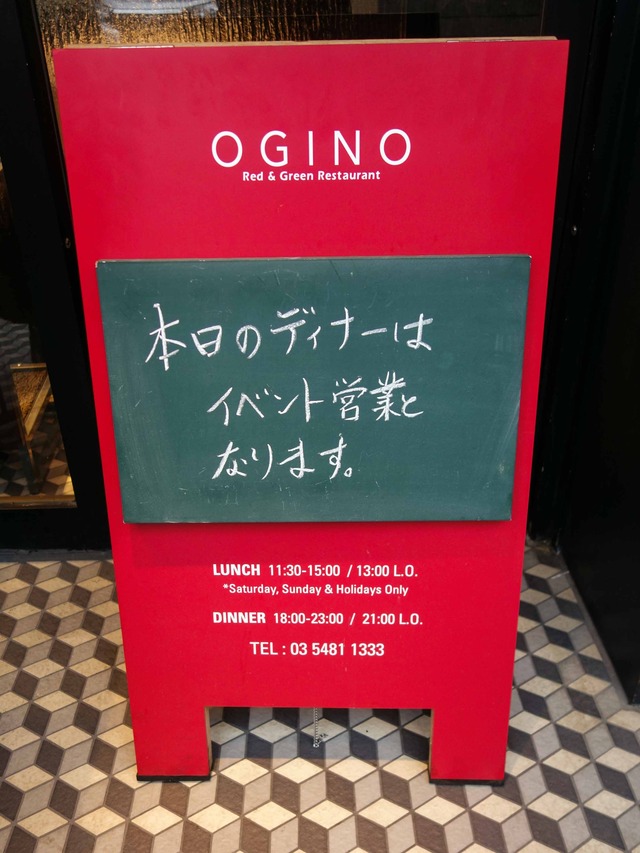 OGINO
Red & Green Restaurant
本日のディナーは
イベント営業と
なります。
LUNCH 11:30-15:00 / 13:00 L.O.
*Saturday, Sunday & Holidays Only
DINNER 18:00-23:00 / 21:00 L.O.
TEL : 03 5481 1333